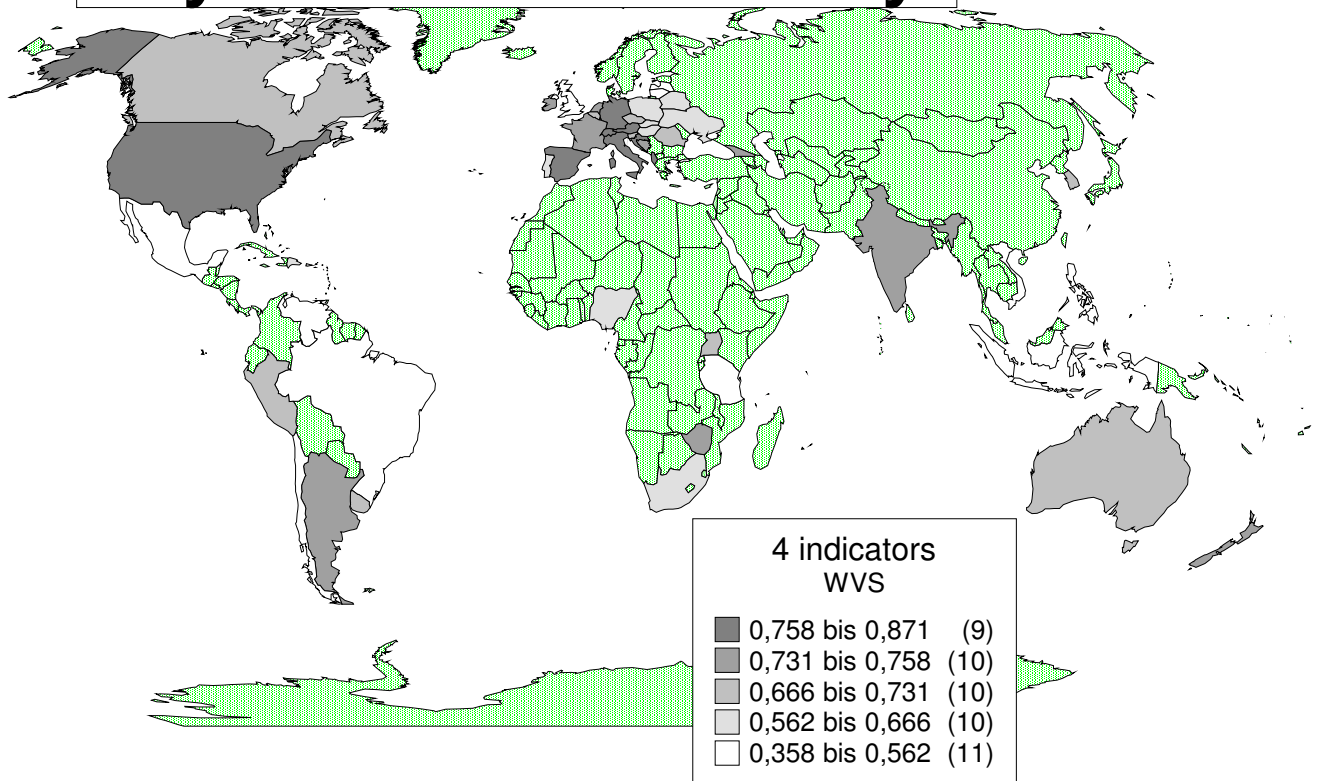 4 indicators
WVS
0,758 bis 0,871 (9)
0,731 bis 0,758 (10)
0,666 bis 0,731 (10)
0,562 bis 0,666 (10)
0,358 bis 0,562 (11)